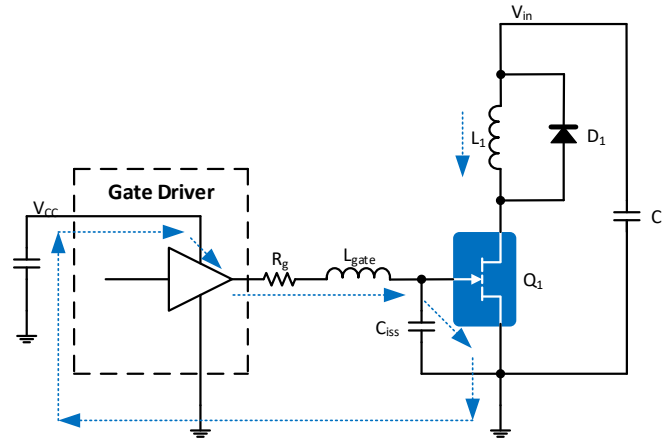 V_in
L_1
D_1
Gate Driver
V_CC
R_g
L_gate
C
Q_1
C_iss